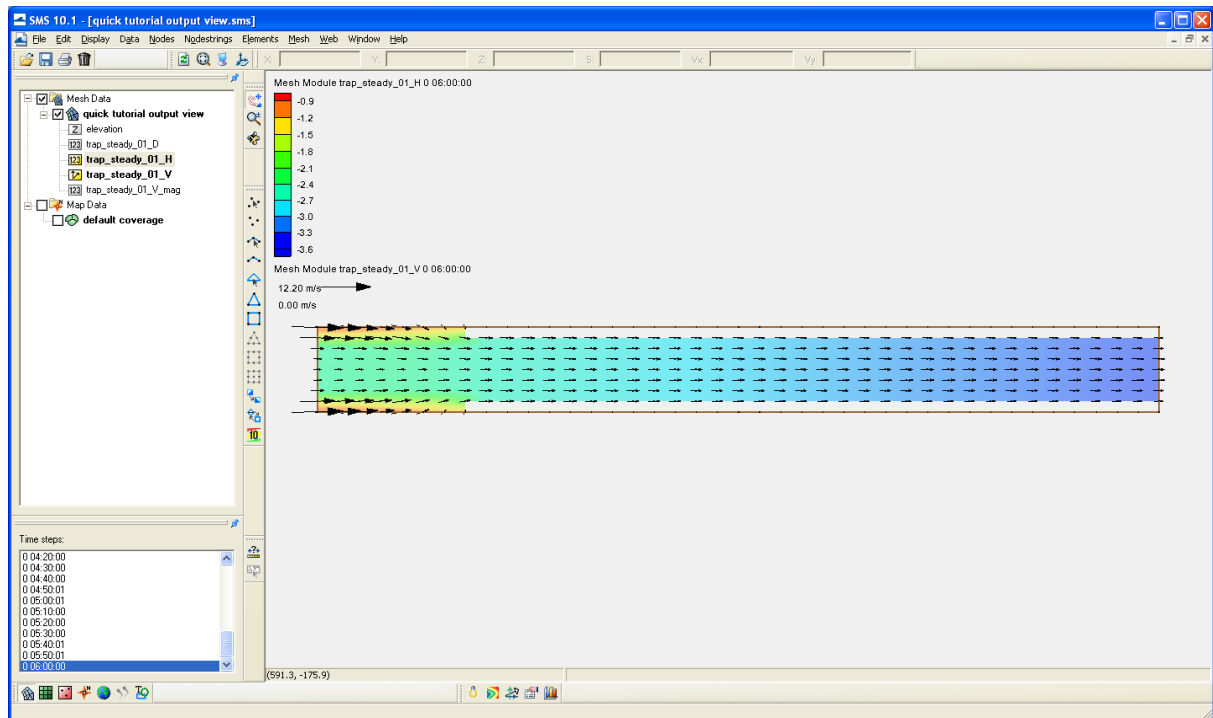 SMS 10.1 - [quick tutorial output view.sms]
File Edit Display Data Nodes Nodestrings Elements Mesh Web Window Help
X Y Z: S: Vx: Vy:
Mesh Data
quick tutorial output view
Z elevation
123 trap_steady_01_D
123 trap_steady_01_H
trap_steady_01_V
123 trap_steady_01_V_mag
Map Data
default coverage
10
Mesh Module trap_steady_01_H 0 06:00:00
-0.9
-1.2
-1.5
-1.8
-2.1
-2.4
-2.7
-3.0
-3.3
-3.6
Mesh Module trap_steady_01_V 0 06:00:00
12.20 m/s
0.00 m/s
Time steps:
0 04:20:00
0 04:30:00
0 04:40:00
0 04:50:01
0 05:00:01
0 05:10:00
0 05:20:00
0 05:30:00
0 05:40:01
0 05:50:01
0 06:00:00
(591.3, -175.9)